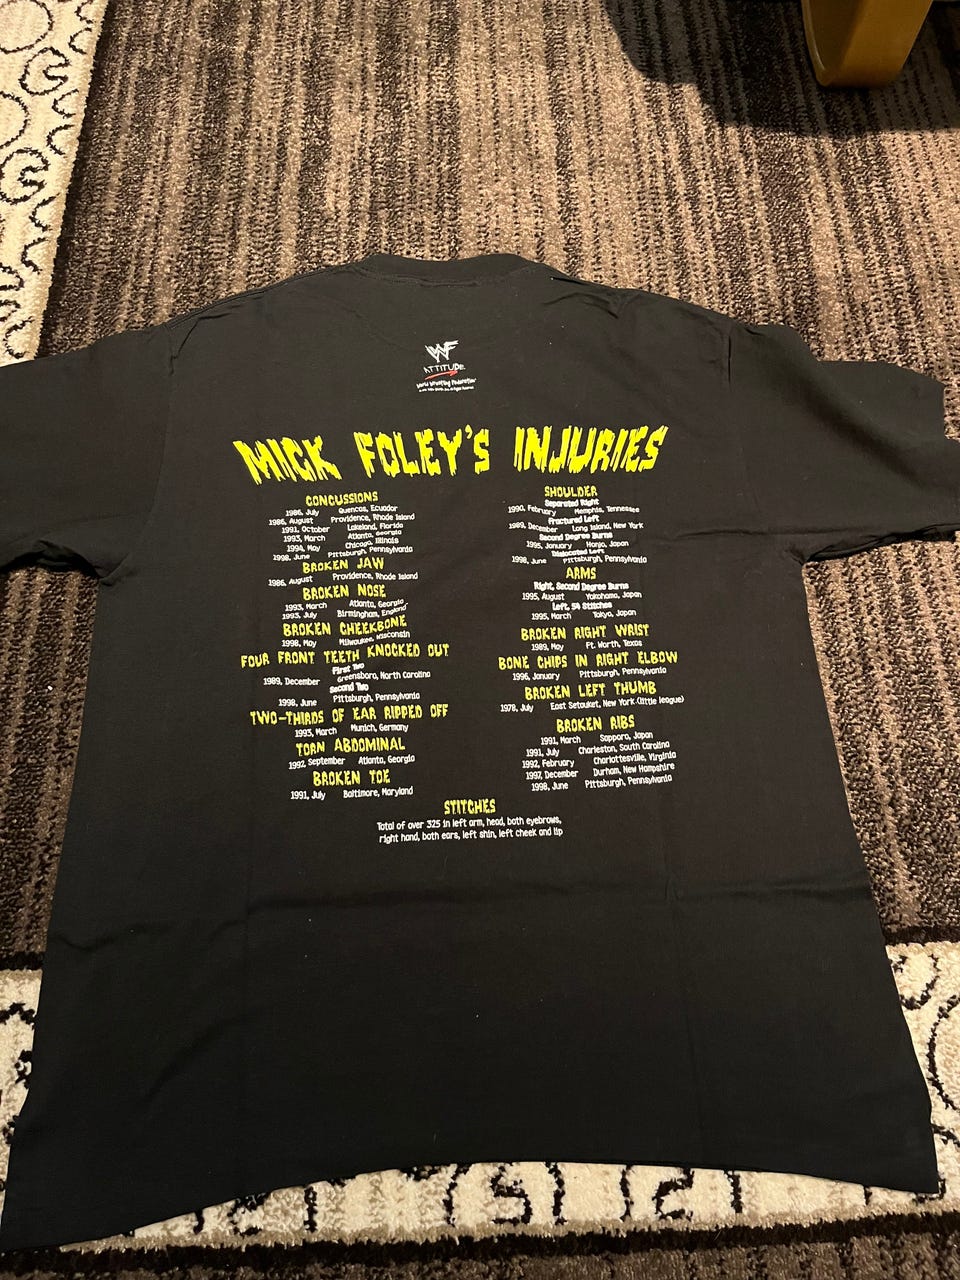 WF
ATTITUDE
World Wrestling Federation
MICK FOLEY'S INJURIES
CONCUSSIONS
1986, July Quencas, Ecuador
1986, August Providence, Rhode Island
1991, October Lakeland, Florida
1993, March Atlanta, Georgia
1994, May Chicago, Illinois
1998, June Pittsburgh, Pennsylvania
BROKEN JAW
1986, August Providence, Rhode Island
BROKEN NOSE
1993, March Atlanta, Georgia
1993, July Birmingham, England
BROKEN CHEEKBONE
1998, May Milwaukee, Wisconsin
FOUR FRONT TEETH KNOCKED OUT
First Two
1989, December Greensboro, North Carolina
Second Two
1998, June Pittsburgh, Pennsylvania
TWO-THIRDS OF EAR RIPPED OFF
1993, March Munich, Germany
TORN ABDOMINAL
1992, September Atlanta, Georgia
BROKEN TOE
1991, July Baltimore, Maryland
SHOULDER
Separated Right
1990, February Memphis, Tennessee
Fractured Left
1989, December Long Island, New York
Second Degree Burns
1995, January Honjo, Japan
Dislocated Left
1998, June Pittsburgh, Pennsylvania
ARMS
Right, Second Degree Burns
1995, August Yokohama, Japan
Left, 54 Stitches
1995, March Tokyo, Japan
BROKEN RIGHT WRIST
1989, May Ft. Worth, Texas
BONE CHIPS IN RIGHT ELBOW
1996, January Pittsburgh, Pennsylvania
BROKEN LEFT THUMB
1978, July East Setauket, New York (little league)
BROKEN RIBS
1991, March Sapporo, Japan
1991, July Charleston, South Carolina
1992, February Charlottesville, Virginia
1997, December Durham, New Hampshire
1998, June Pittsburgh, Pennsylvania
STITCHES
Total of over 325 in left arm, head, both eyebrows,
right hand, both ears, left shin, left cheek and lip